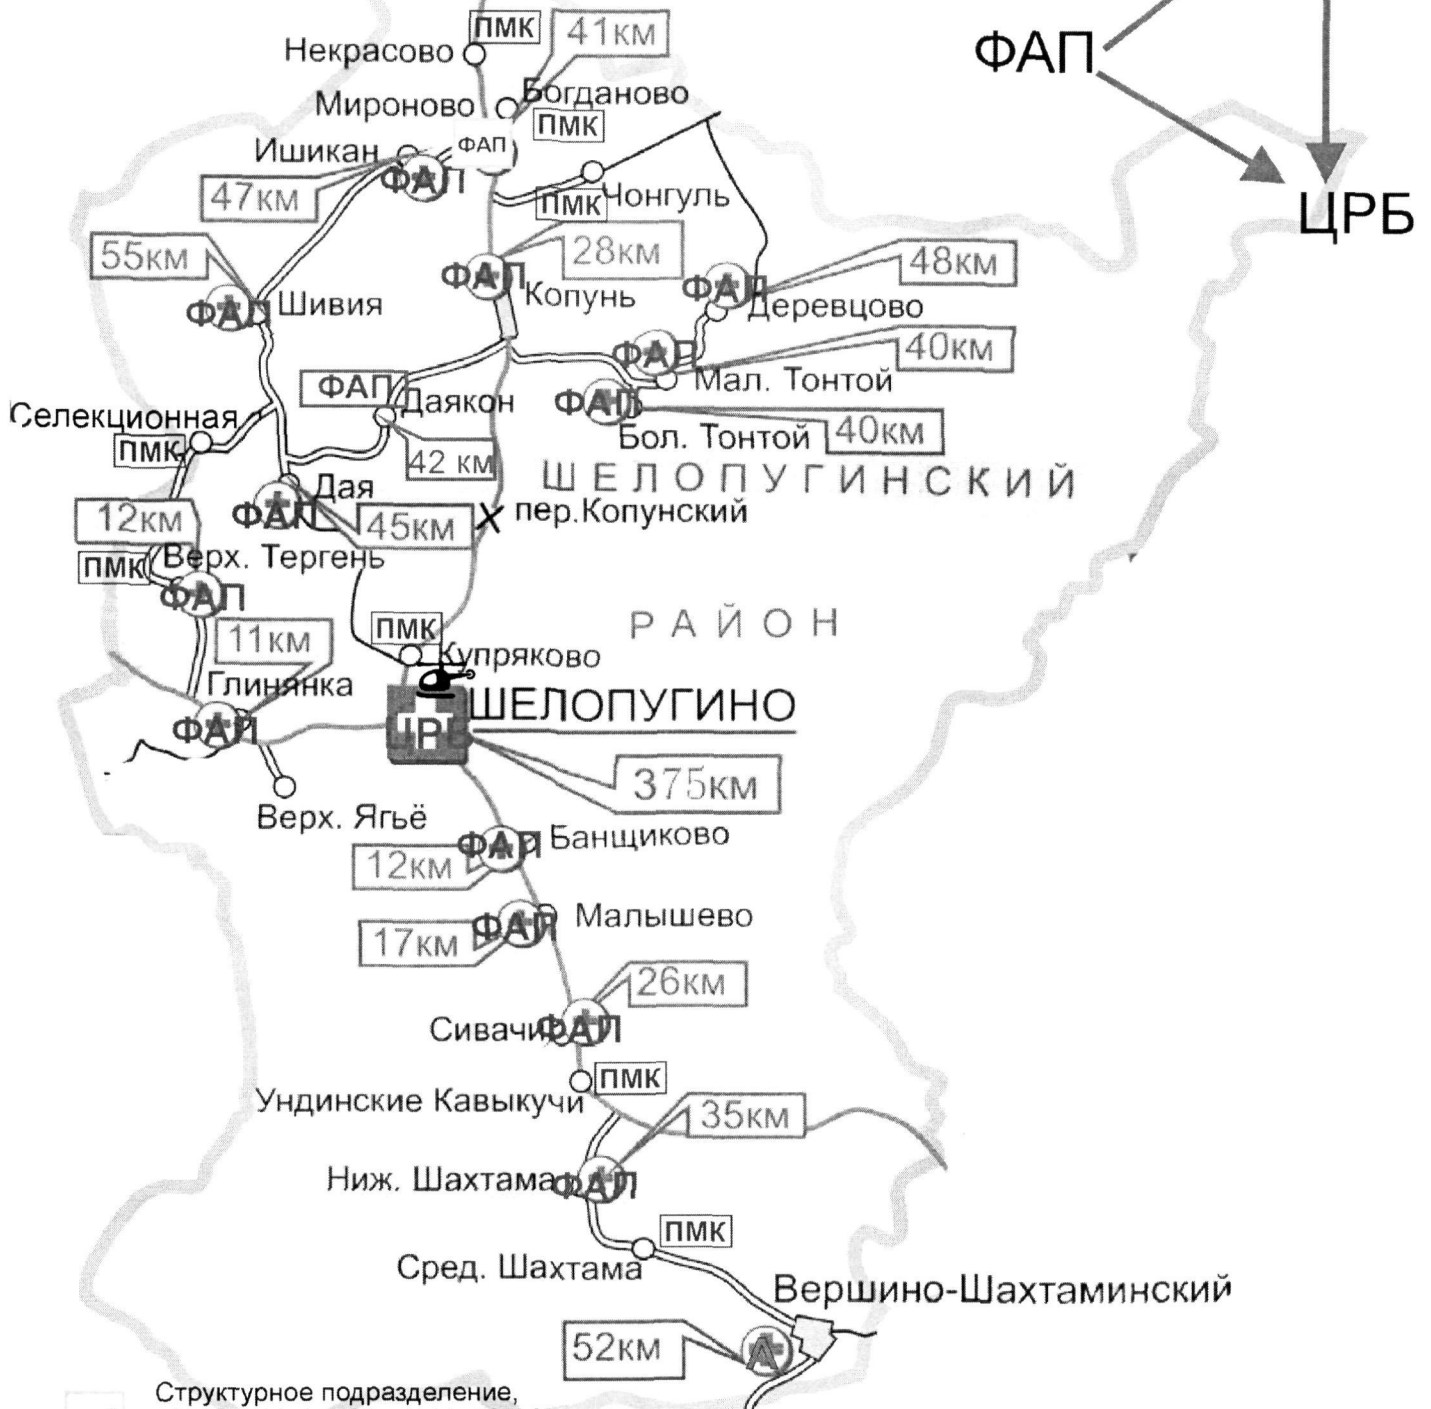 ПМК
41км
Некрасово
ФАП
Мироново
Богданово
ПМК
ФАП
Ишикан
ФАП
47км
ПМК
Чонгуль
ЦРБ
55км
28км
48км
ФАП
Копунь
ФАП
Деревцово
ФАП
Шивия
ФАП
40км
Мал. Тонтой
ФАП
Даякон
ФАП
Селекционная
Бол. Тонтой
40км
ПМК
42 км
ШЕЛОПУГИНСКИЙ
Дая
ФАП
12км
45км
пер.Копунский
Верх. Тергень
ПМК
ФАП
РАЙОН
11км
ПМК
Купряково
Глинянка
ШЕЛОПУГИНО
ФАП
ЦРБ
375км
Верх. Ягьё
ФАП
Банщиково
12км
ФАП
Малышево
17км
26км
Сивачи
ФАП
ПМК
Ундинские Кавыкучи
35км
Ниж. Шахтама
ФАП
ПМК
Сред. Шахтама
Вершино-Шахтаминский
52км
А
Структурное подразделение,